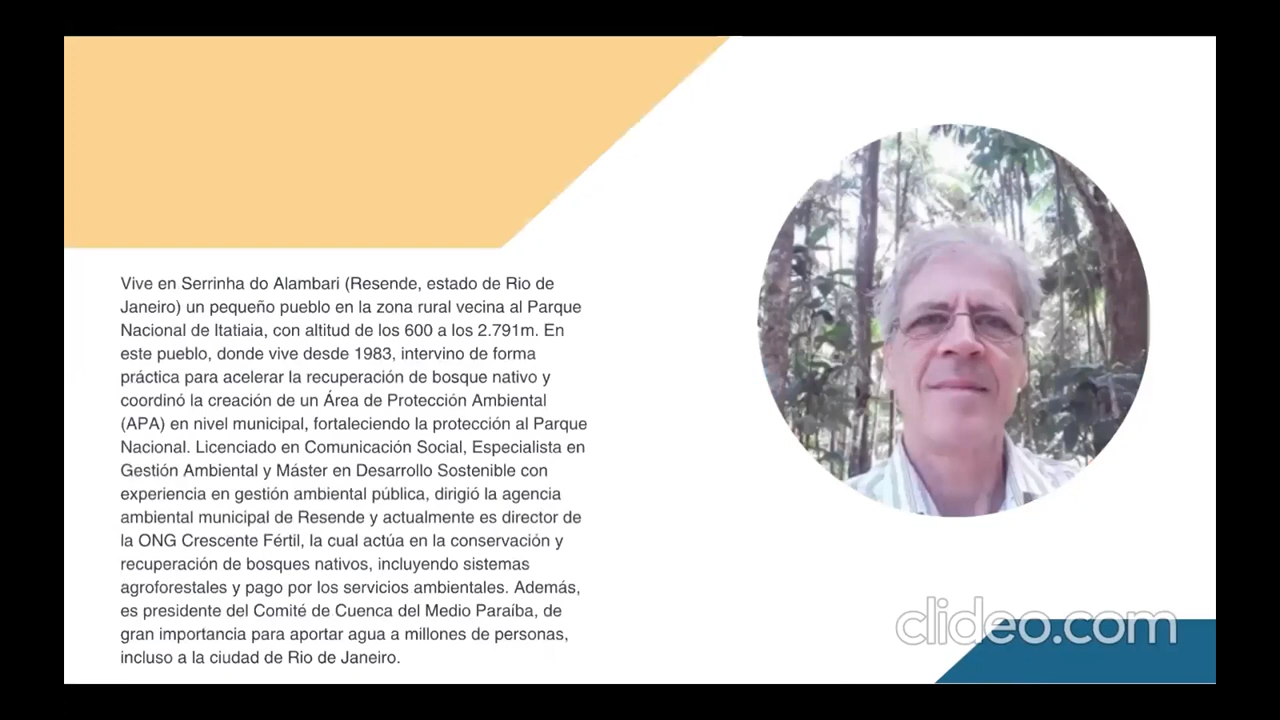 Vive en Serrinha do Alambari (Resende, estado de Rio de
Janeiro) un pequeño pueblo en la zona rural vecina al Parque
Nacional de Itatiaia, con altitud de los 600 a los 2.791m. En
este pueblo, donde vive desde 1983, intervino de forma
práctica para acelerar la recuperación de bosque nativo y
coordinó la creación de un Área de Protección Ambiental
(APA) en nivel municipal, fortaleciendo la protección al Parque
Nacional. Licenciado en Comunicación Social, Especialista en
Gestión Ambiental y Máster en Desarrollo Sostenible con
experiencia en gestión ambiental pública, dirigió la agencia
ambiental municipal de Resende y actualmente es director de
la ONG Crescente Fértil, la cual actúa en la conservación y
recuperación de bosques nativos, incluyendo sistemas
agroforestales y pago por los servicios ambientales. Además,
es presidente del Comité de Cuenca del Medio Paraíba, de
gran importancia para aportar agua a millones de personas,
incluso a la ciudad de Rio de Janeiro.
clideo.com